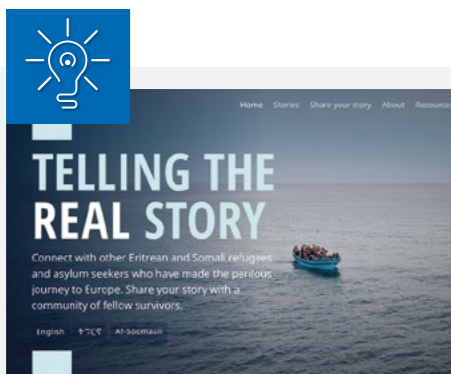 Home Stories Share your story About Resources
TELLING THE
REAL STORY
Connect with other Eritrean and Somali refugees
and asylum seekers who have made the perilous
journey to Europe. Share your story with a
community of fellow survivors.
English ትግርኛ Af-Soomaali